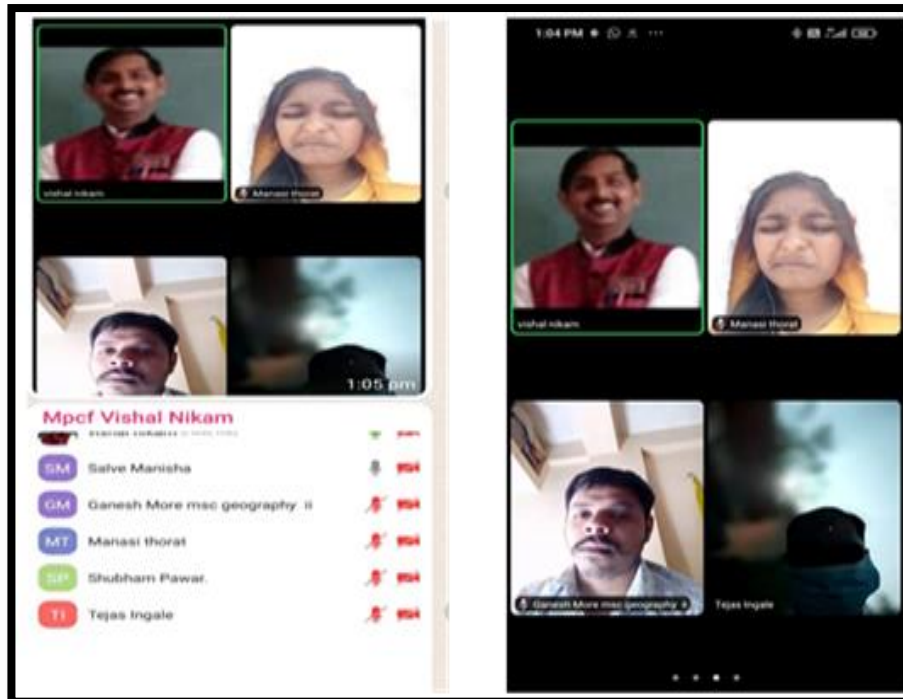 vishal nikam
Manasi thorat
1:05 pm
Mpcf Vishal Nikam
SM Salve Manisha
GM Ganesh More msc geography ii
MT Manasi thorat
SP Shubham Pawar.
TI Tejas Ingale
1:04 PM
vishal nikam
Manasi thorat
Ganesh More msc geography ii
Tejas Ingale